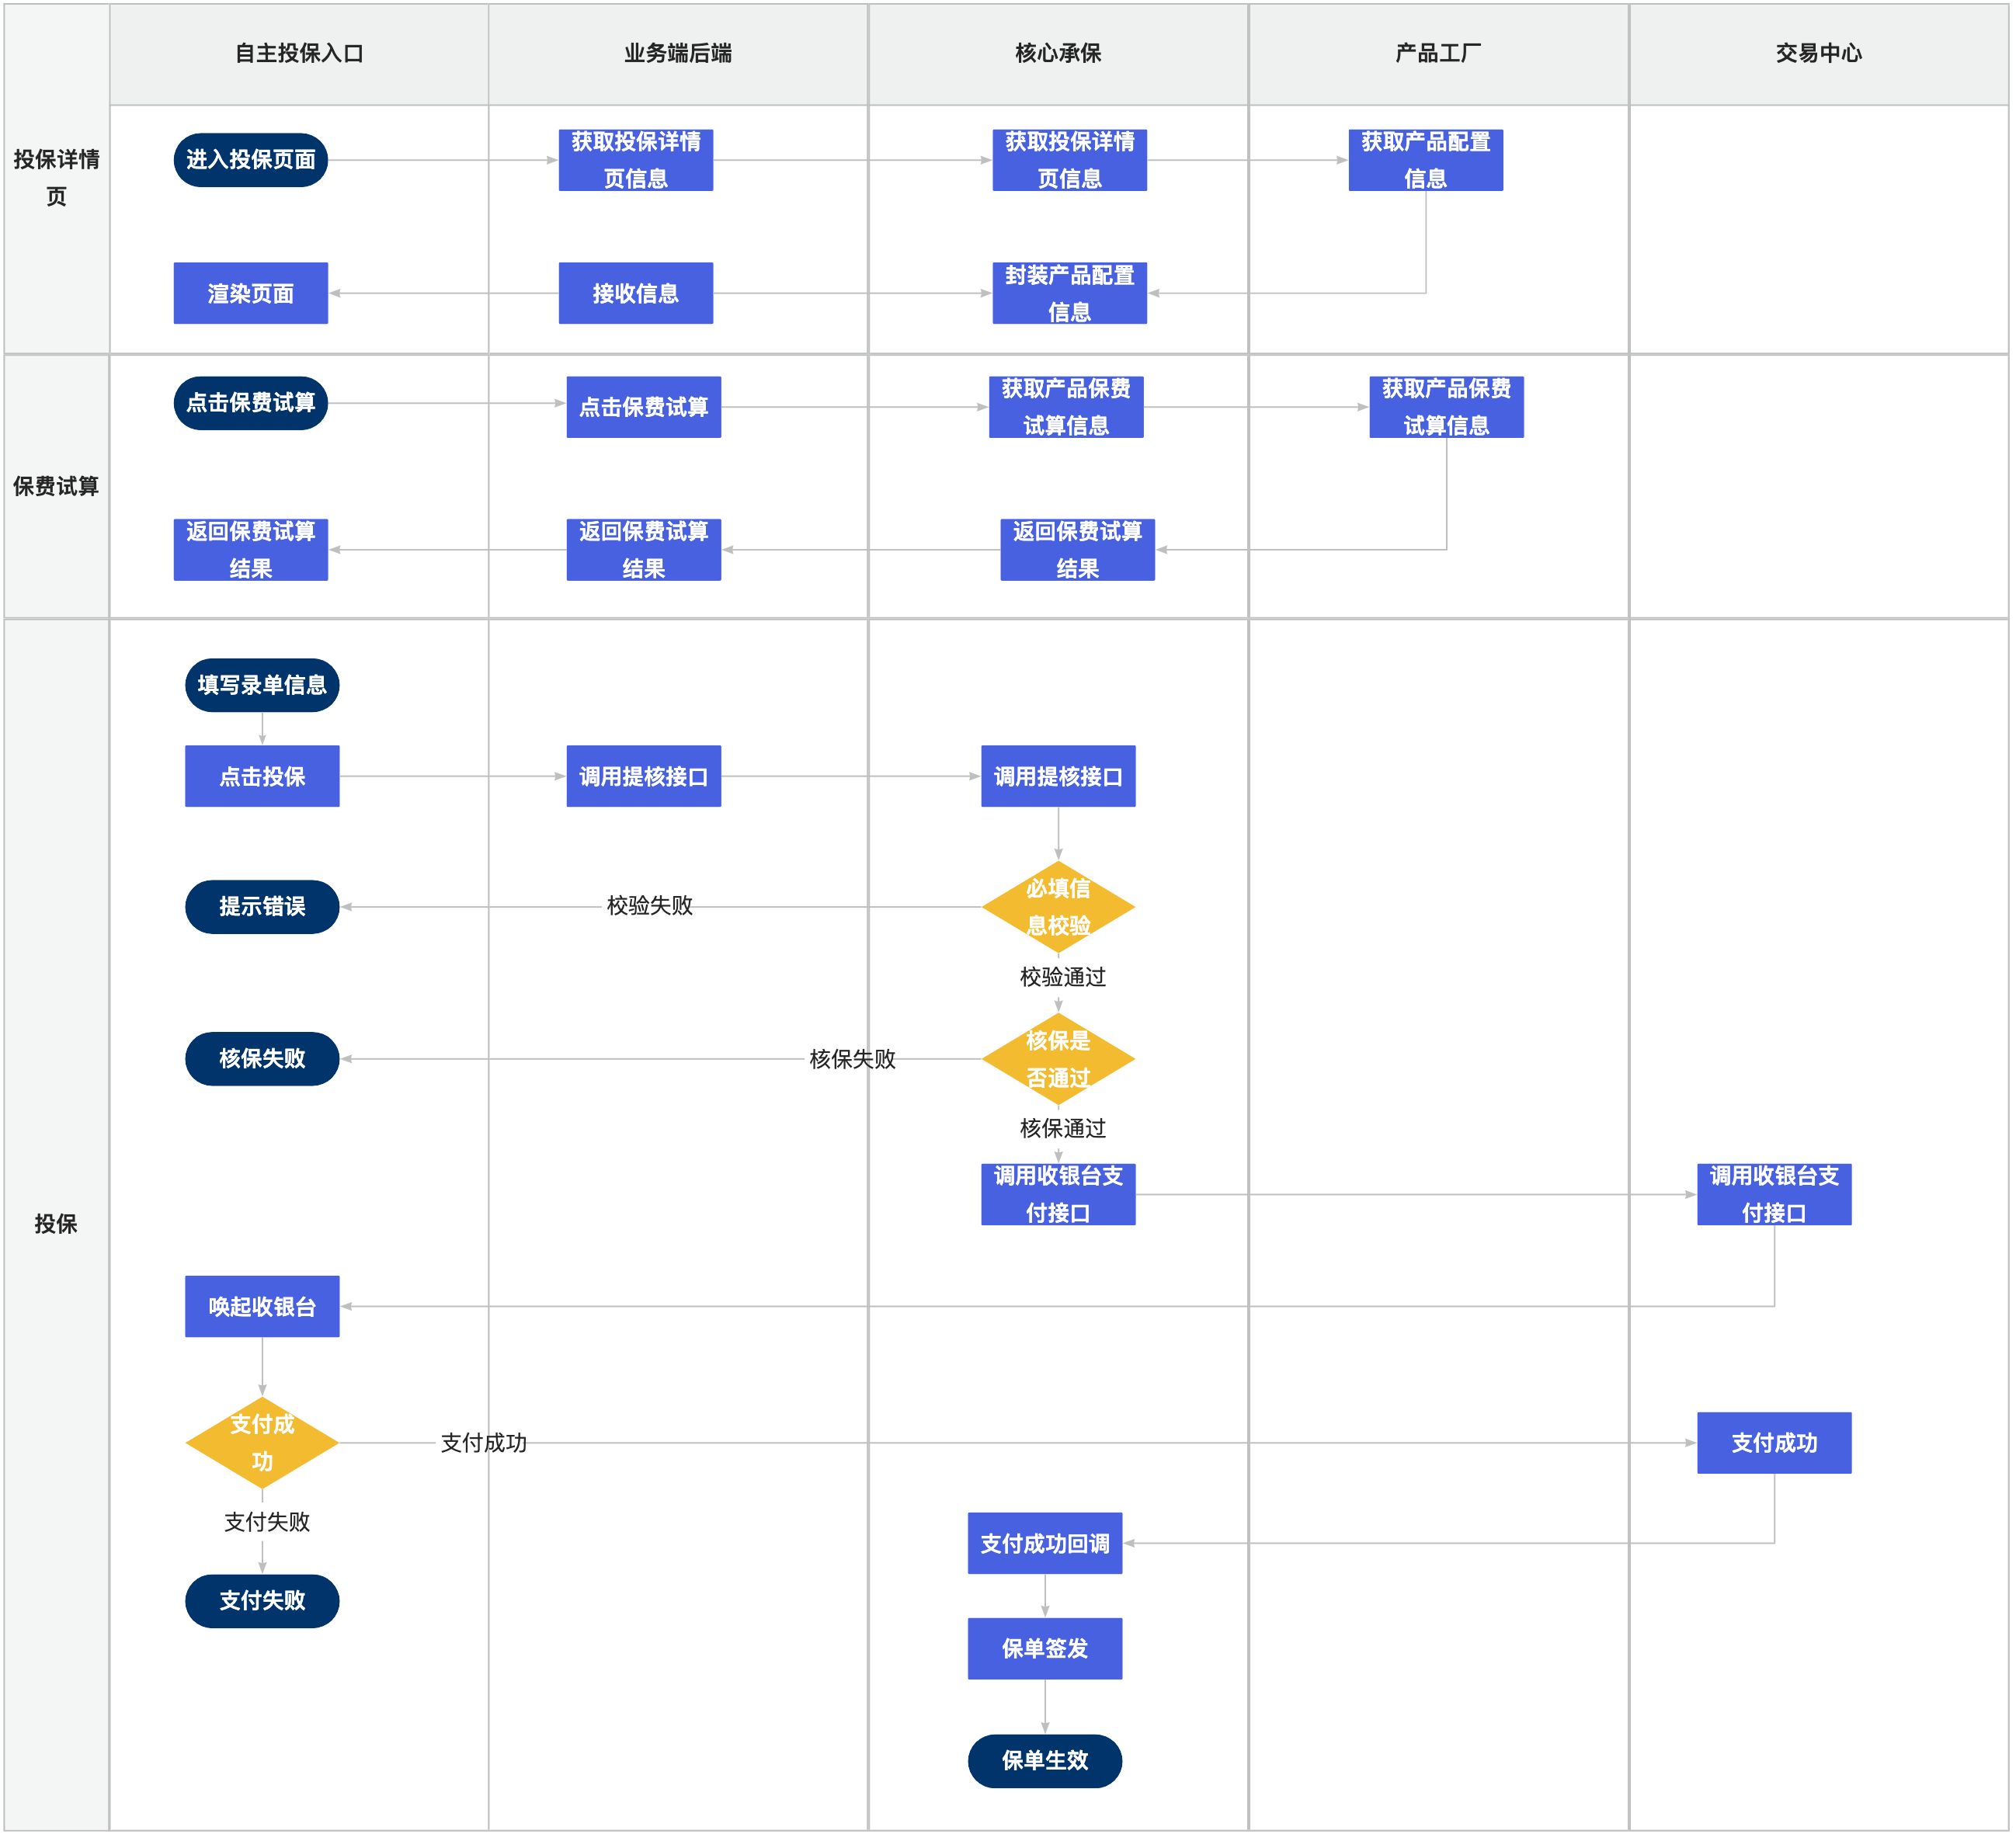 自主投保入口
业务端后端
核心承保
产品工厂
交易中心
投保详情
页
进入投保页面
获取投保详情
页信息
获取投保详情
页信息
获取产品配置
信息
渲染页面
接收信息
封装产品配置
信息
保费试算
点击保费试算
点击保费试算
获取产品保费
试算信息
获取产品保费
试算信息
返回保费试算
结果
返回保费试算
结果
返回保费试算
结果
投保
填写录单信息
点击投保
调用提核接口
调用提核接口
提示错误
校验失败
必填信
息校验
校验通过
核保失败
核保失败
核保是
否通过
核保通过
调用收银台支
付接口
调用收银台支
付接口
唤起收银台
支付成
功
支付成功
支付成功
支付失败
支付成功回调
支付失败
保单签发
保单生效